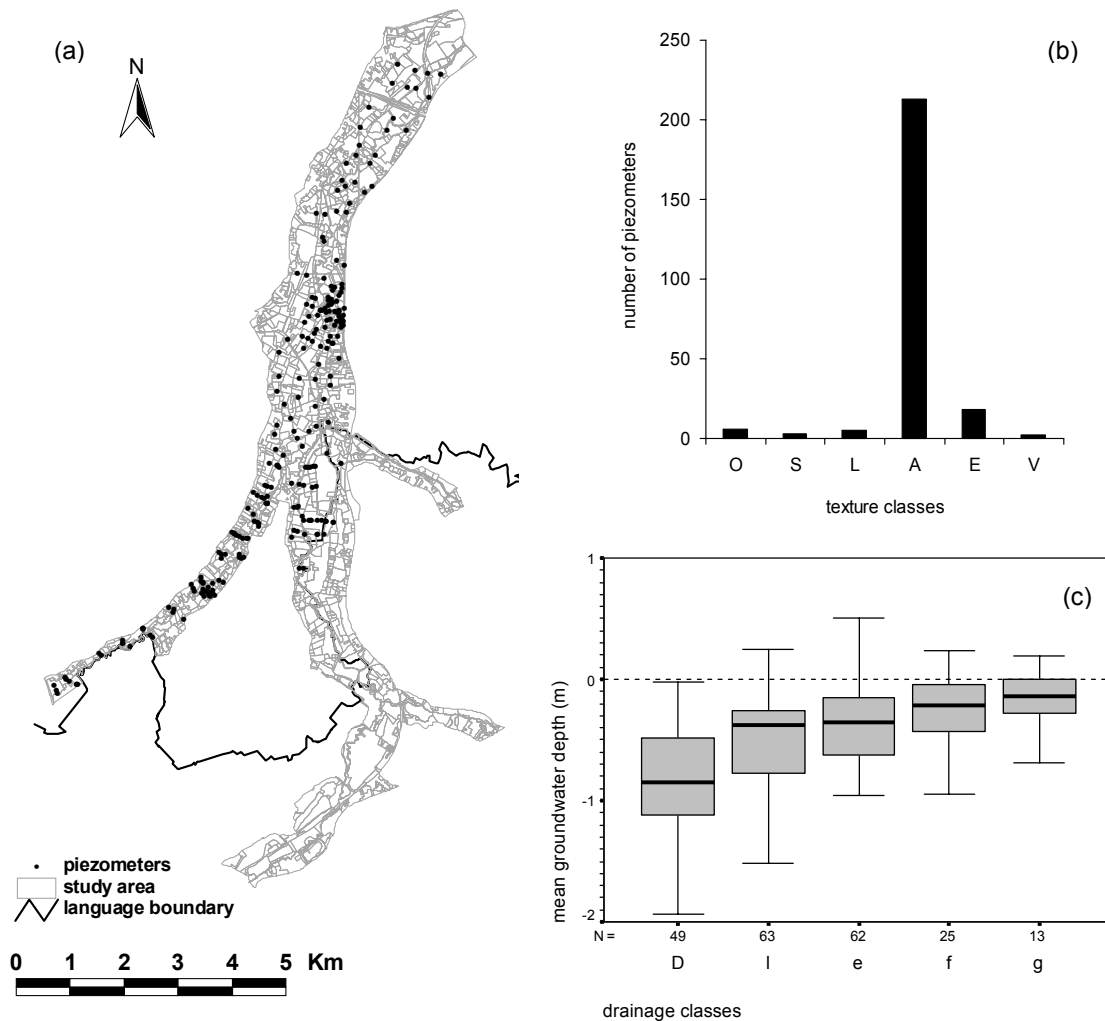 (a)
N
piezometers
study area
language boundary
0 1 2 3 4 5 Km
(b)
number of piezometers
250
200
150
100
50
0
O S L A E V
texture classes
(c)
mean groundwater depth (m)
1
0
-1
-2
N = 49 63 62 25 13
D I e f g
drainage classes